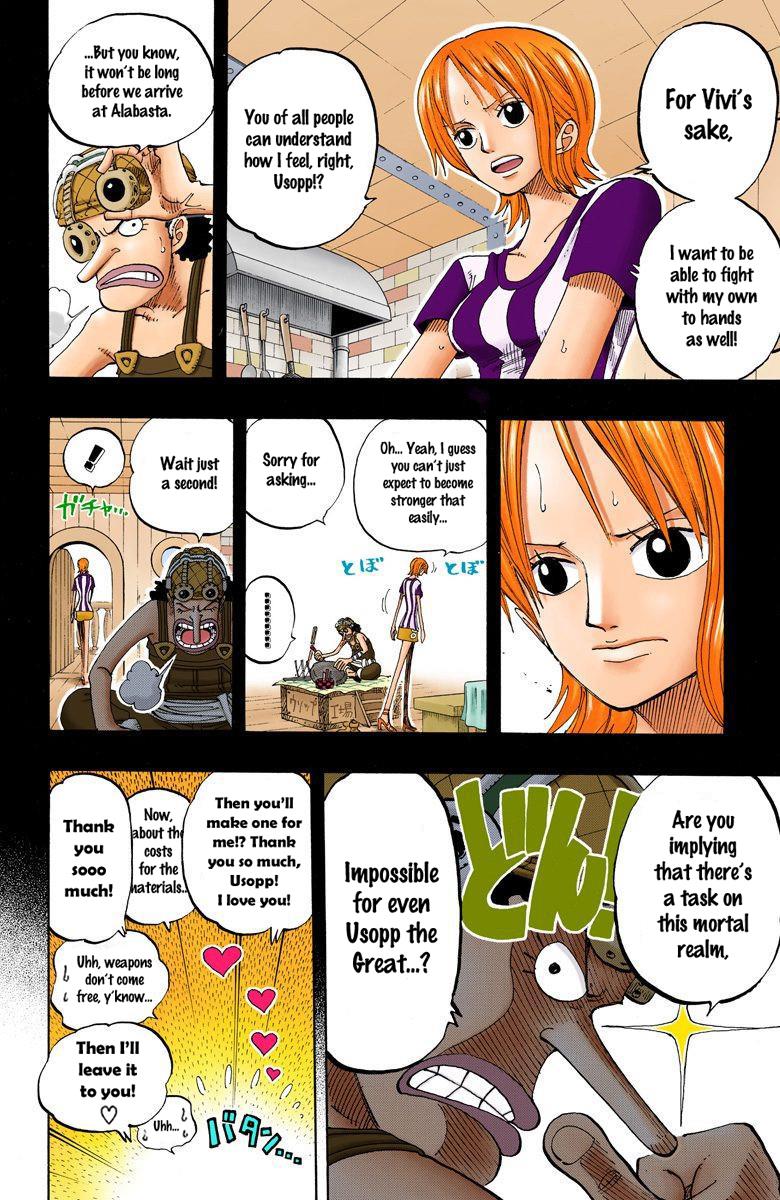 For Vivi's
sake,
I want to be
able to fight
with my own
to hands
as well!
You of all people
can understand
how I feel, right,
Usopp!?
...But you know,
it won't be long
before we arrive
at Alabasta.
Oh... Yeah, I guess
you can't just
expect to become
stronger that
easily...
Sorry for
asking...
とぼ
とぼ
クリップ工場
Wait just
a second!
!
ガチャ...
Are you
implying
that there's
a task on
this mortal
realm,
どん!
Impossible
for even
Usopp the
Great...?
Then you'll
make one for
me!? Thank
you so much,
Usopp!
I love you!
Now,
about the
costs
for the
materials...
Thank
you
sooo
much!
Uhh, weapons
don't come
free, y'know...
Then I'll
leave it
to you!
♡
Uhh...
バタン...